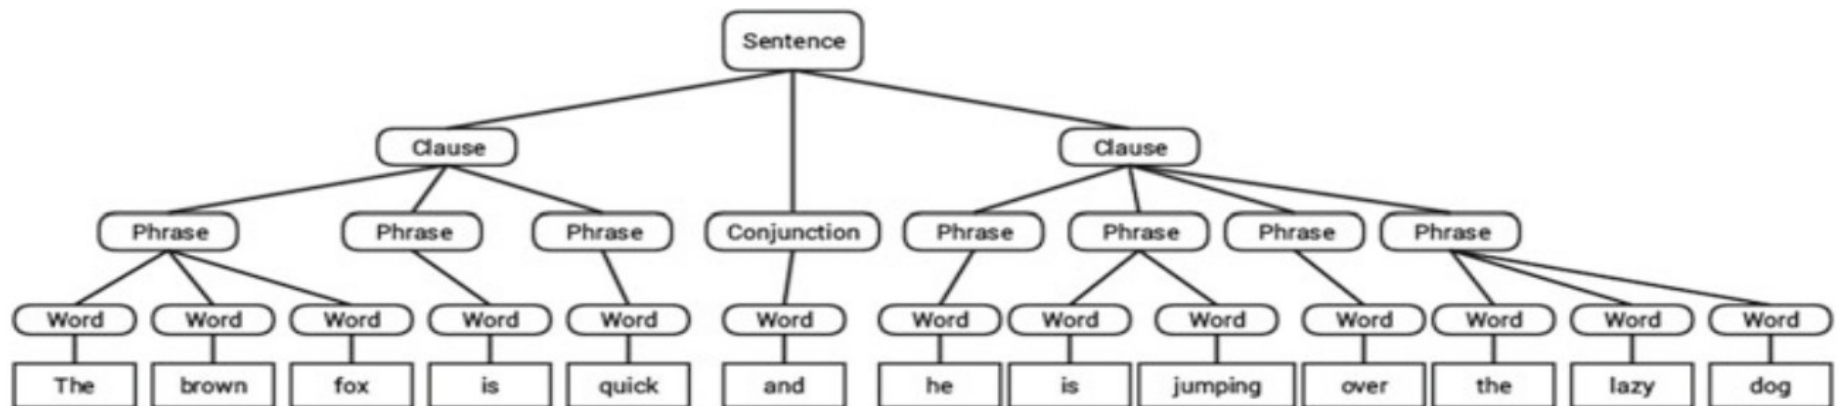 Sentence
Clause Clause
Phrase Phrase Phrase Conjunction Phrase Phrase Phrase Phrase
Word Word Word Word Word Word Word Word Word Word Word Word Word
The brown fox is quick and he is jumping over the lazy dog